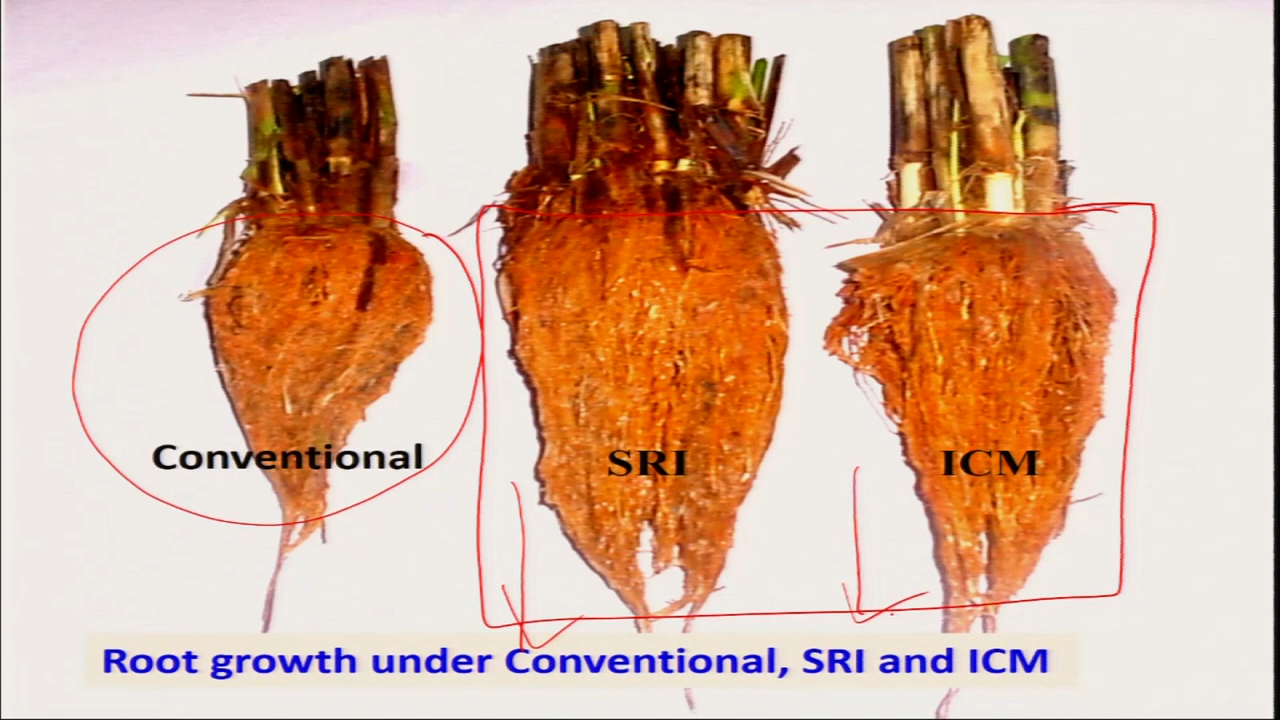 Conventional
SRI
ICM
Root growth under Conventional, SRI and ICM